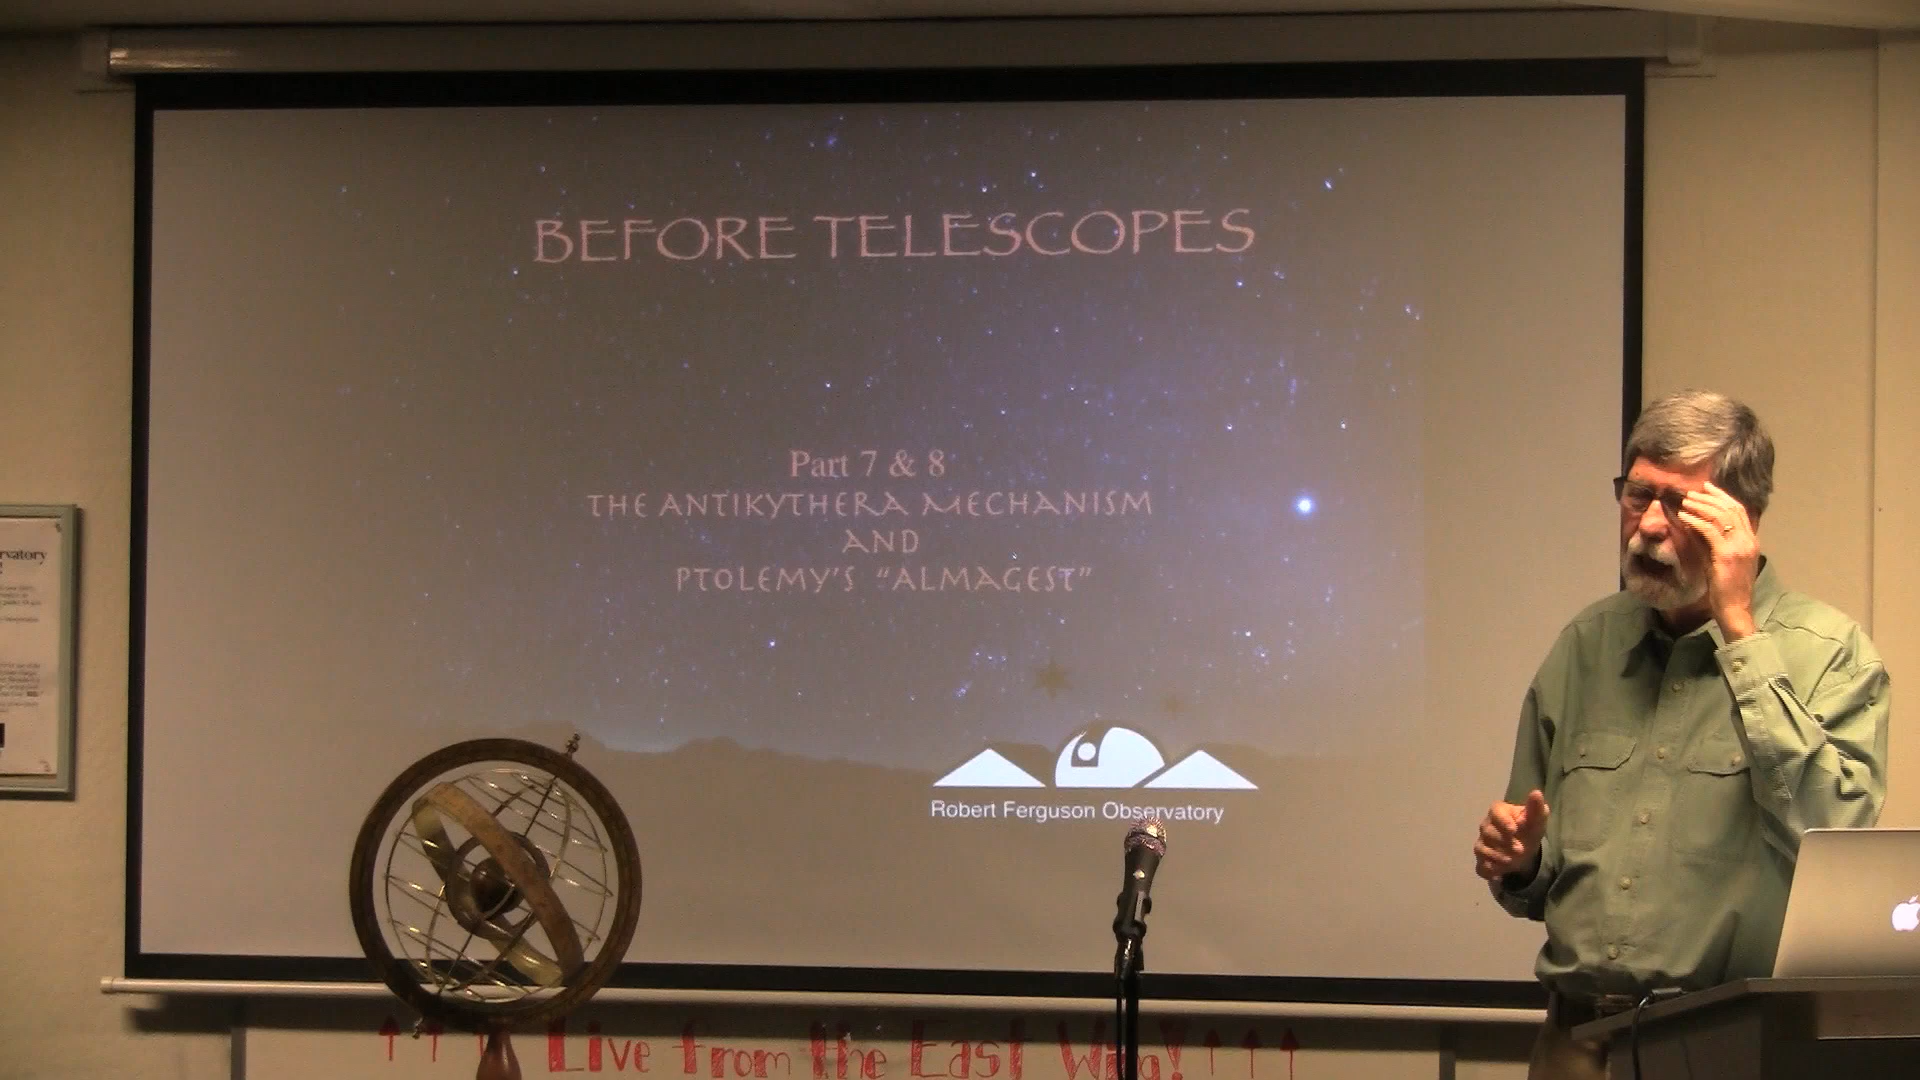 BEFORE TELESCOPES
Part 7 & 8
THE ANTIKYTHERA MECHANISM
AND
PTOLEMY'S "ALMAGEST"
Robert Ferguson Observatory
rvatory
Live from the East Wing!